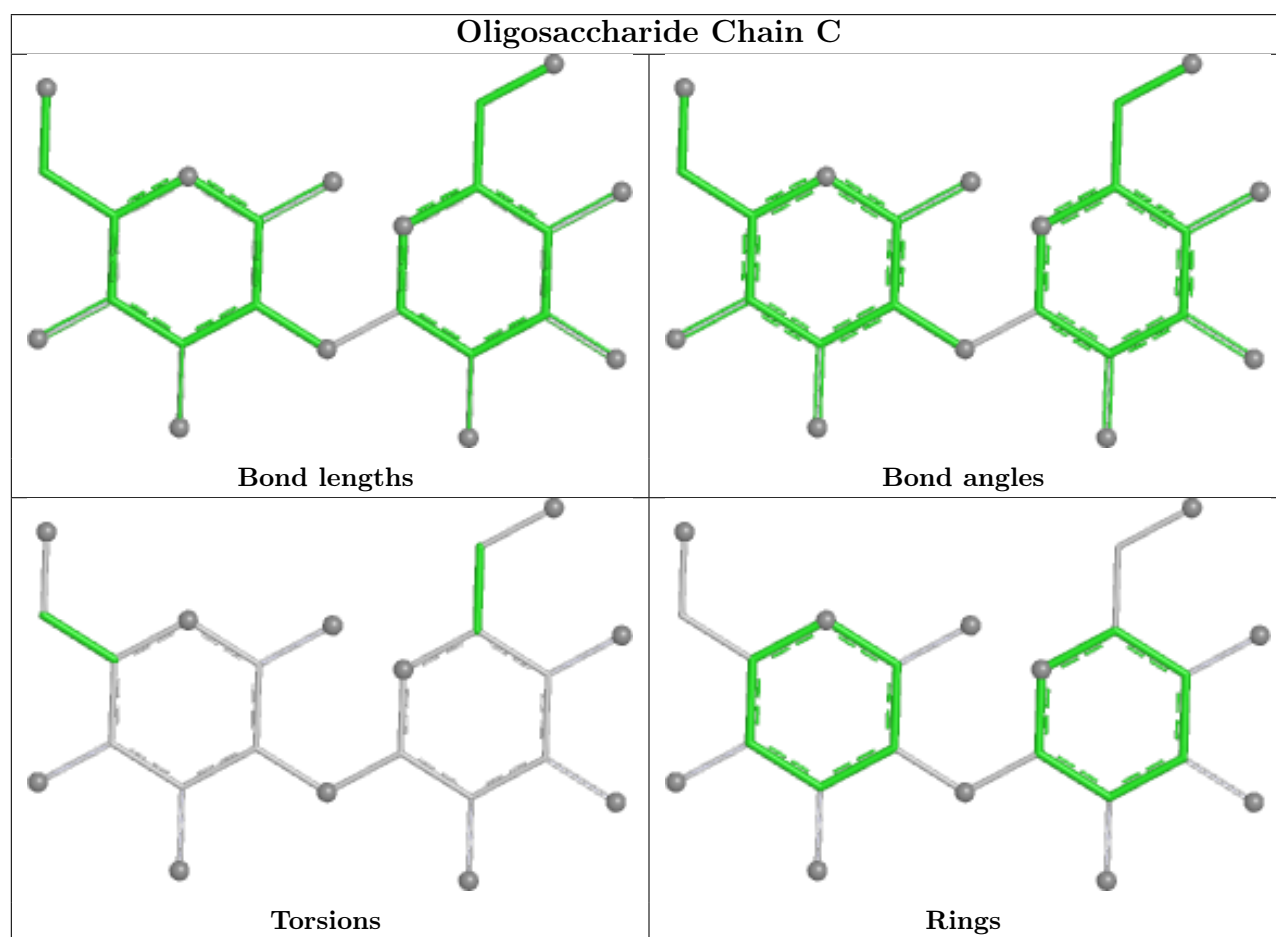 Oligosaccharide Chain C
Bond lengths
Bond angles
Torsions
Rings